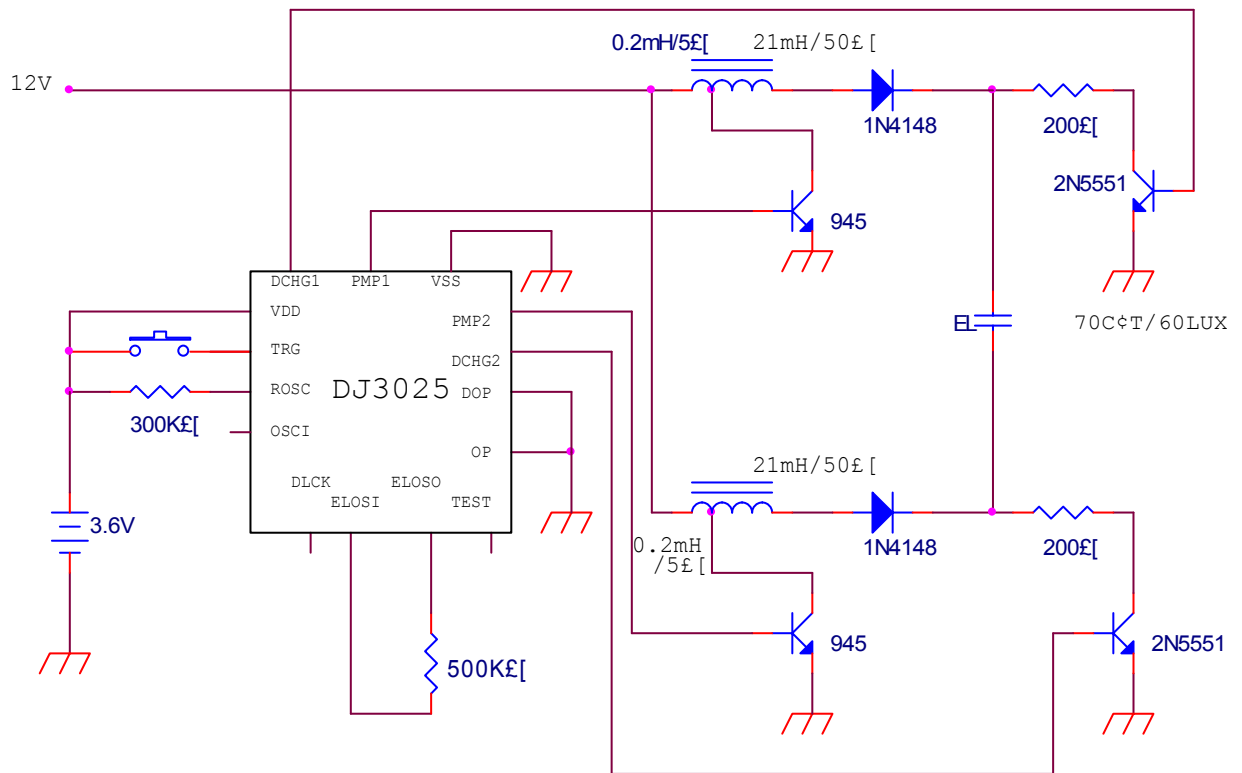 0.2mH/5£[ 21mH/50£[
12V
1N4148
200£[
2N5551
945
DCHG1 PMP1 VSS
VDD
PMP2
TRG
DCHG2
ROSC
DJ3025
DOP
300K£[
OSCI
OP
EL
70C¢T/60LUX
DLCK
ELOSO
ELOSI
TEST
3.6V
21mH/50£[
0.2mH
/5£[
1N4148
200£[
945
2N5551
500K£[